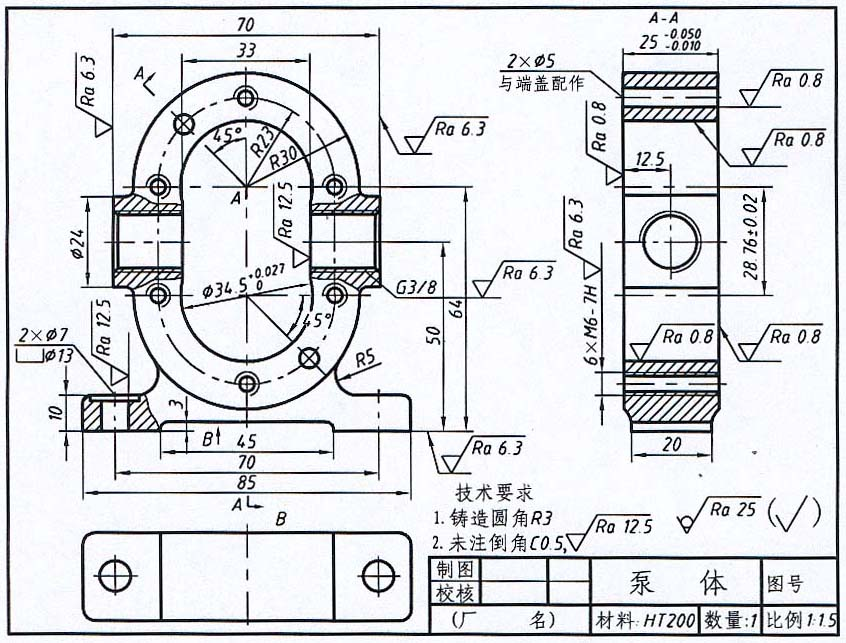 70
33
A
Ra 6.3
45°
R23
R30
A
Ra 6.3
Ra 12.5
φ24
φ34.5 +0.027 0
G3/8
45°
Ra 6.3
50
64
2×φ7
⌴φ13
Ra 12.5
R5
10
3
B
45
70
85
A
Ra 6.3
A-A
25 -0.050 -0.010
2×φ5
与端盖配作
Ra 0.8
Ra 0.8
Ra 0.8
12.5
Ra 6.3
28.76±0.02
6×M6-7H
Ra 0.8
Ra 0.8
20
B
技术要求
1. 铸造圆角R3
2. 未注倒角C0.5, Ra 12.5
Ra 25 (√)
制图
校核
泵 体
图号
(厂 名)
材料: HT200
数量:1
比例 1:1.5